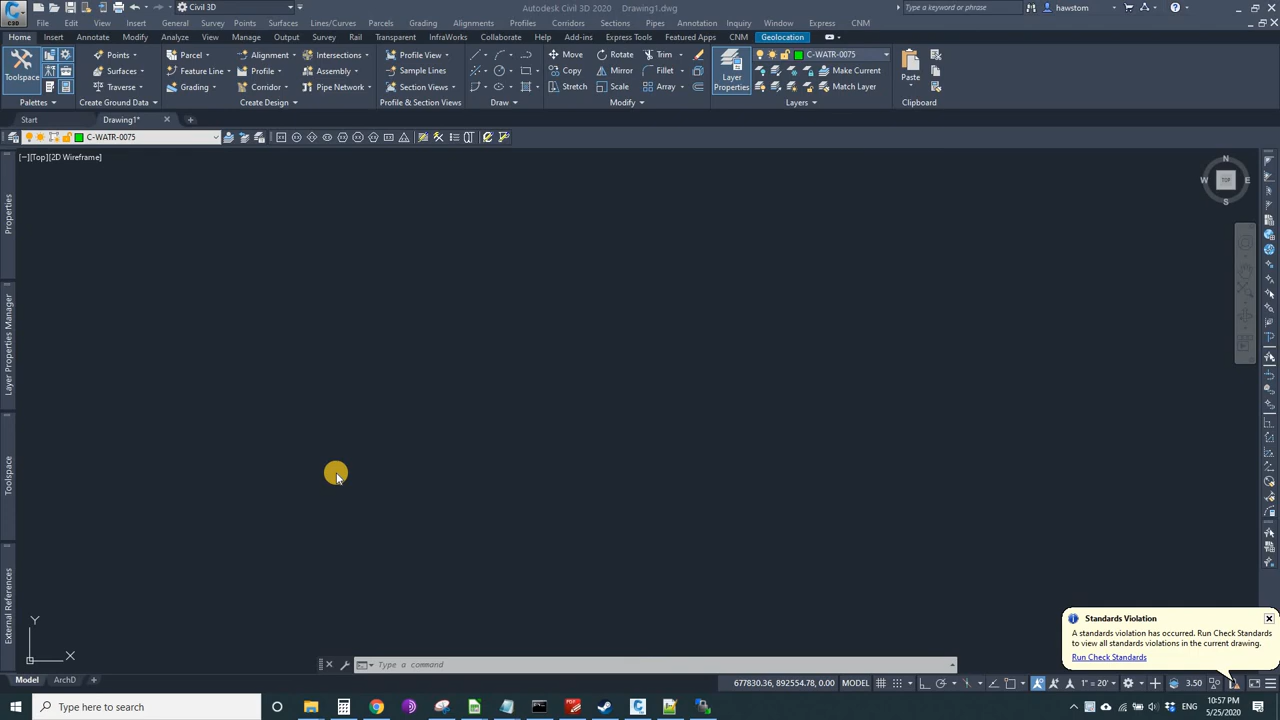 Civil 3D
Autodesk Civil 3D 2020 Drawing1.dwg
Type a keyword or phrase
hawstom
File Edit View Insert General Survey Points Surfaces Lines/Curves Parcels Grading Alignments Profiles Corridors Sections Pipes Annotation Inquiry Window Express CNM
Home Insert Annotate Modify Analyze View Manage Output Survey Rail Transparent InfraWorks Collaborate Help Add-ins Express Tools Featured Apps CNM Geolocation
Toolspace
Palettes
Points
Surfaces
Traverse
Create Ground Data
Parcel
Feature Line
Grading
Alignment
Profile
Corridor
Intersections
Assembly
Pipe Network
Create Design
Profile View
Sample Lines
Section Views
Profile & Section Views
Draw
Move
Copy
Stretch
Rotate
Mirror
Scale
Trim
Fillet
Array
Modify
Layer
Properties
C-WATR-0075
Make Current
Match Layer
Layers
Paste
Clipboard
Start
Drawing1*
C-WATR-0075
[−][Top][2D Wireframe]
Properties
Layer Properties Manager
Toolspace
External References
N
W
TOP
E
S
Y
X
Type a command
Standards Violation
A standards violation has occurred. Run Check Standards
to view all standards violations in the current drawing.
Run Check Standards
Model
ArchD
677830.36, 892554.78, 0.00
MODEL
1" = 20'
3.50
Type here to search
ENG
10:57 PM
5/25/2020